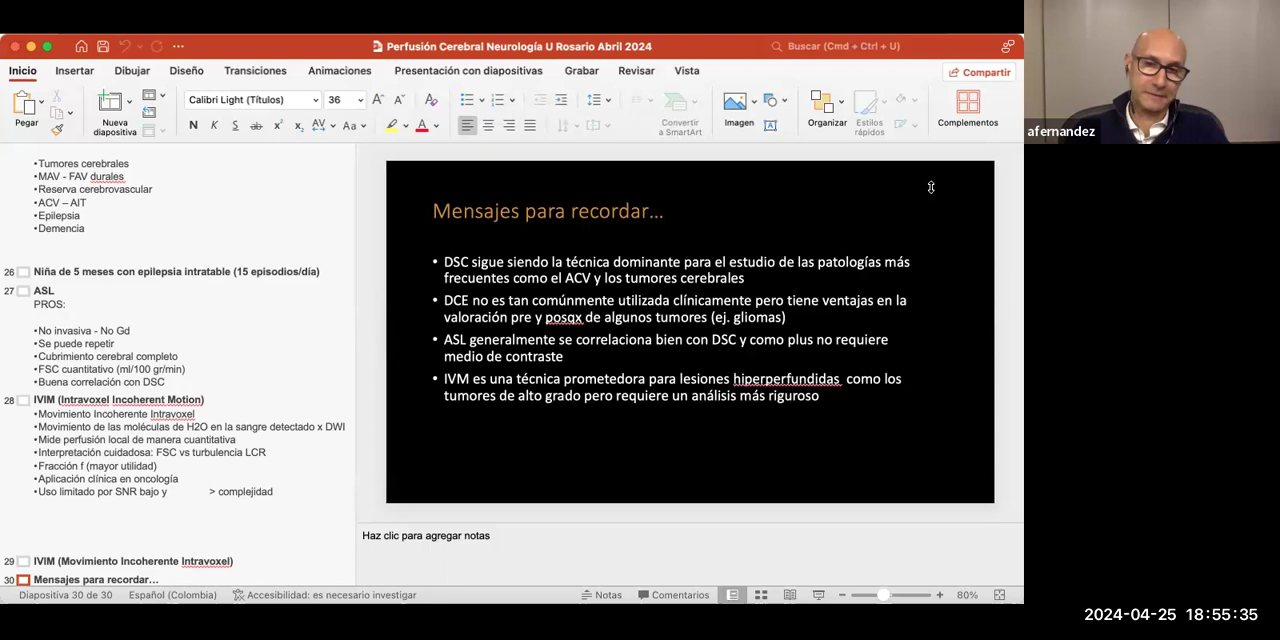 Perfusión Cerebral Neurología U Rosario Abril 2024
Buscar (Cmd + Ctrl + U)
Inicio
Insertar
Dibujar
Diseño
Transiciones
Animaciones
Presentación con diapositivas
Grabar
Revisar
Vista
Compartir
Pegar
Nueva
diapositiva
Calibri Light (Títulos)
36
N K S ab x² x₂ AV Aa A
Convertir
a SmartArt
Imagen
Organizar
Estilos
rápidos
Complementos
afernandez
•Tumores cerebrales
•MAV - FAV durales
•Reserva cerebrovascular
•ACV – AIT
•Epilepsia
•Demencia
26 Niña de 5 meses con epilepsia intratable (15 episodios/día)
27 ASL
PROS:
•No invasiva - No Gd
•Se puede repetir
•Cubrimiento cerebral completo
•FSC cuantitativo (ml/100 gr/min)
•Buena correlación con DSC
28 IVIM (Intravoxel Incoherent Motion)
•Movimiento Incoherente Intravoxel
•Movimiento de las moléculas de H2O en la sangre detectado x DWI
•Mide perfusión local de manera cuantitativa
•Interpretación cuidadosa: FSC vs turbulencia LCR
•Fracción f (mayor utilidad)
•Aplicación clínica en oncología
•Uso limitado por SNR bajo y > complejidad
29 IVIM (Movimiento Incoherente Intravoxel)
30 Mensajes para recordar...
Mensajes para recordar...
• DSC sigue siendo la técnica dominante para el estudio de las patologías más
frecuentes como el ACV y los tumores cerebrales
• DCE no es tan comúnmente utilizada clínicamente pero tiene ventajas en la
valoración pre y posqx de algunos tumores (ej. gliomas)
• ASL generalmente se correlaciona bien con DSC y como plus no requiere
medio de contraste
• IVM es una técnica prometedora para lesiones hiperperfundidas como los
tumores de alto grado pero requiere un análisis más riguroso
Haz clic para agregar notas
Diapositiva 30 de 30
Español (Colombia)
Accesibilidad: es necesario investigar
Notas
Comentarios
80%
2024-04-25 18:55:35